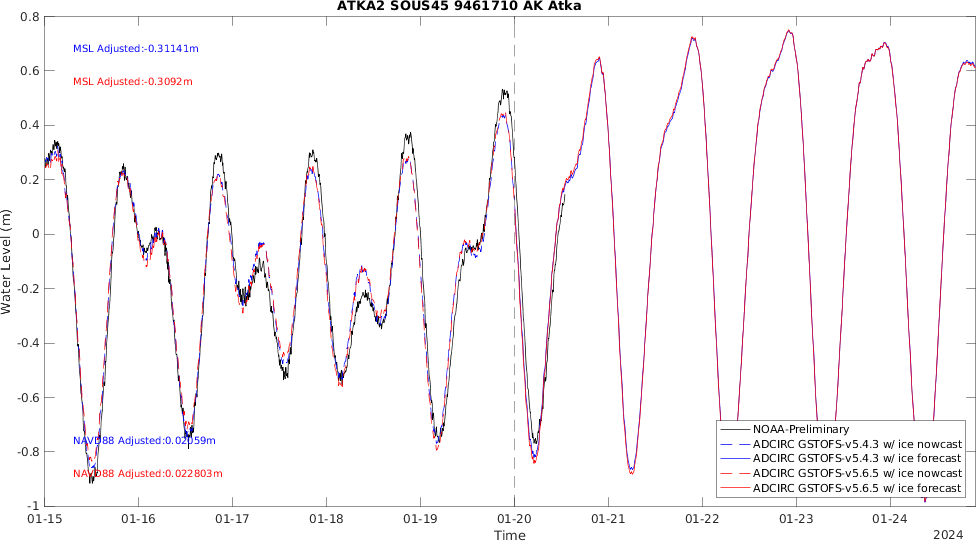 ATKA2 SOUS45 9461710 AK Atka
0.8
0.6
0.4
0.2
0
-0.2
-0.4
-0.6
-0.8
-1
Water Level (m)
MSL Adjusted:-0.31141m
MSL Adjusted:-0.3092m
NAVD88 Adjusted:0.02059m
NAVD88 Adjusted:0.022803m
NOAA-Preliminary
ADCIRC GSTOFS-v5.4.3 w/ ice nowcast
ADCIRC GSTOFS-v5.4.3 w/ ice forecast
ADCIRC GSTOFS-v5.6.5 w/ ice nowcast
ADCIRC GSTOFS-v5.6.5 w/ ice forecast
01-15 01-16 01-17 01-18 01-19 01-20 01-21 01-22 01-23 01-24
Time
2024